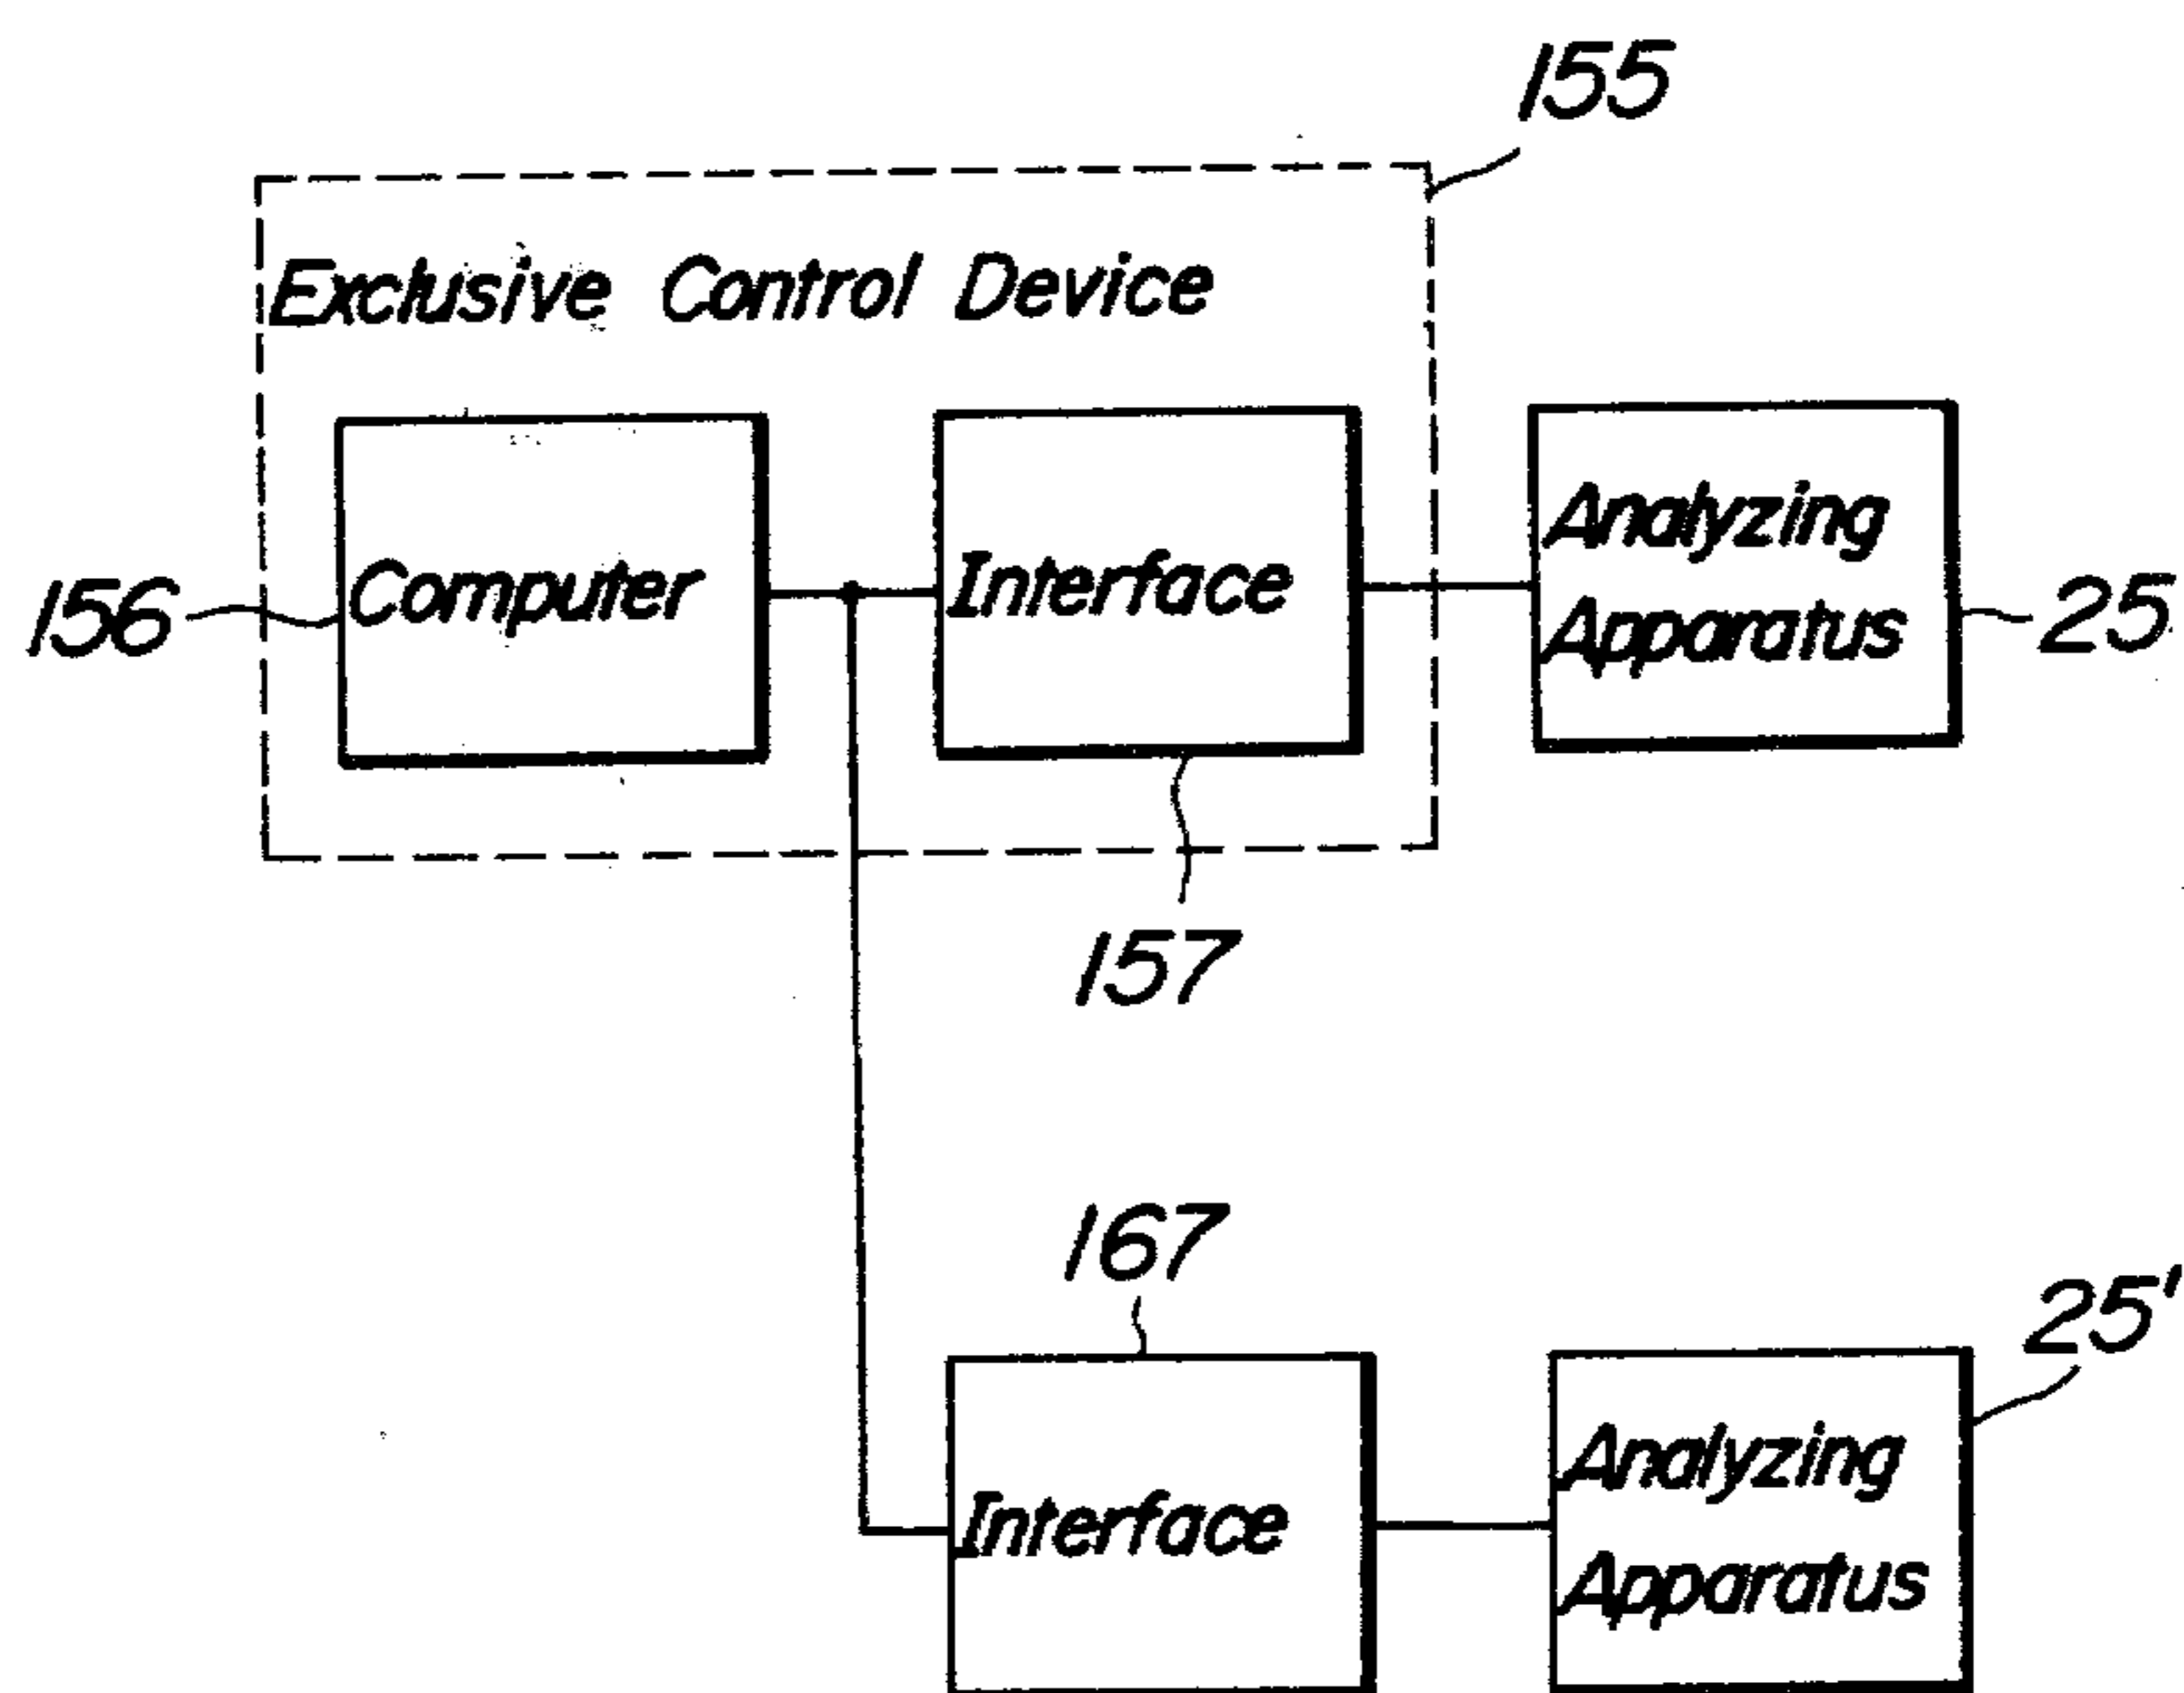 155
Exclusive Control Device
156
Computer
Interface
Analyzing
Apparatus
25
157
167
25'
Interface
Analyzing
Apparatus